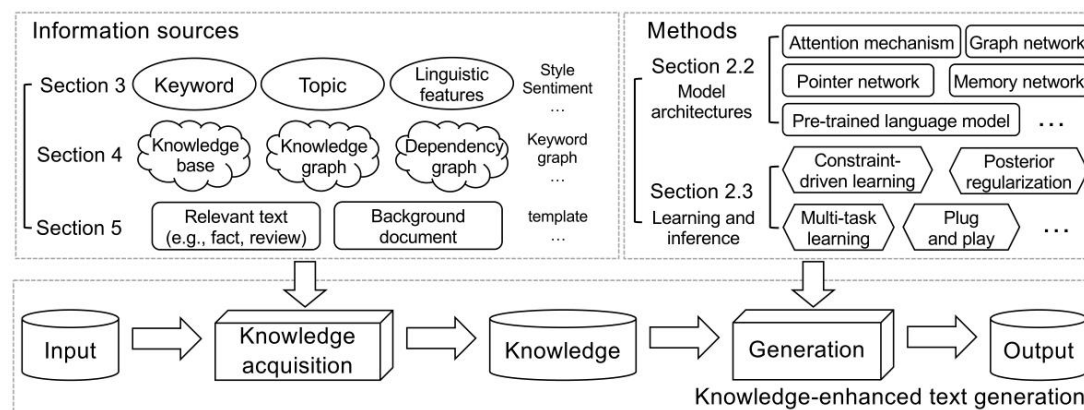 Information sources
Section 3
Keyword
Topic
Linguistic
features
Style
Sentiment
...
Section 4
Knowledge
base
Knowledge
graph
Dependency
graph
Keyword
graph
...
Section 5
Relevant text
(e.g., fact, review)
Background
document
template
...
Methods
Section 2.2
Model
architectures
Attention mechanism
Graph network
Pointer network
Memory network
Pre-trained language model
...
Section 2.3
Learning and
inference
Constraint-
driven learning
Posterior
regularization
Multi-task
learning
Plug
and play
...
Input
Knowledge
acquisition
Knowledge
Generation
Output
Knowledge-enhanced text generation